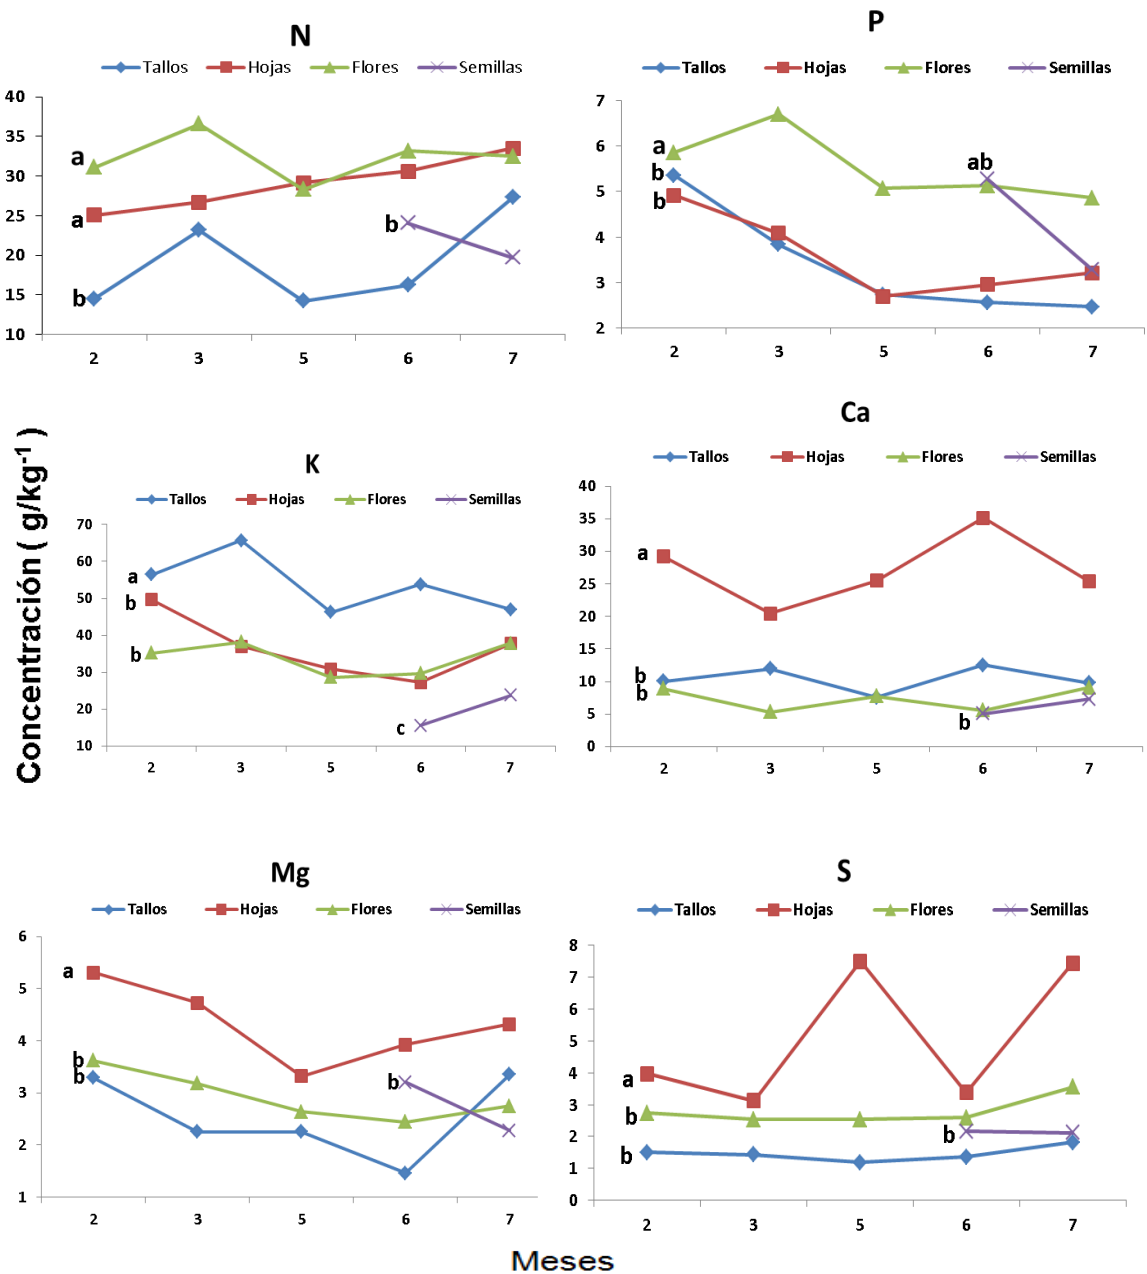 N
Tallos Hojas Flores Semillas
40
35
30
25
20
15
10
a
a
b
b
2 3 5 6 7
P
Tallos Hojas Flores Semillas
7
6
5
4
3
2
a
b
b
ab
2 3 5 6 7
Concentración ( g/kg-1 )
K
Tallos Hojas Flores Semillas
70
60
50
40
30
20
10
a
b
b
c
2 3 5 6 7
Ca
Tallos Hojas Flores Semillas
40
35
30
25
20
15
10
5
0
a
b
b
b
2 3 5 6 7
Mg
Tallos Hojas Flores Semillas
6
5
4
3
2
1
a
b
b
b
2 3 5 6 7
S
Tallos Hojas Flores Semillas
8
7
6
5
4
3
2
1
0
a
b
b
b
2 3 5 6 7
Meses